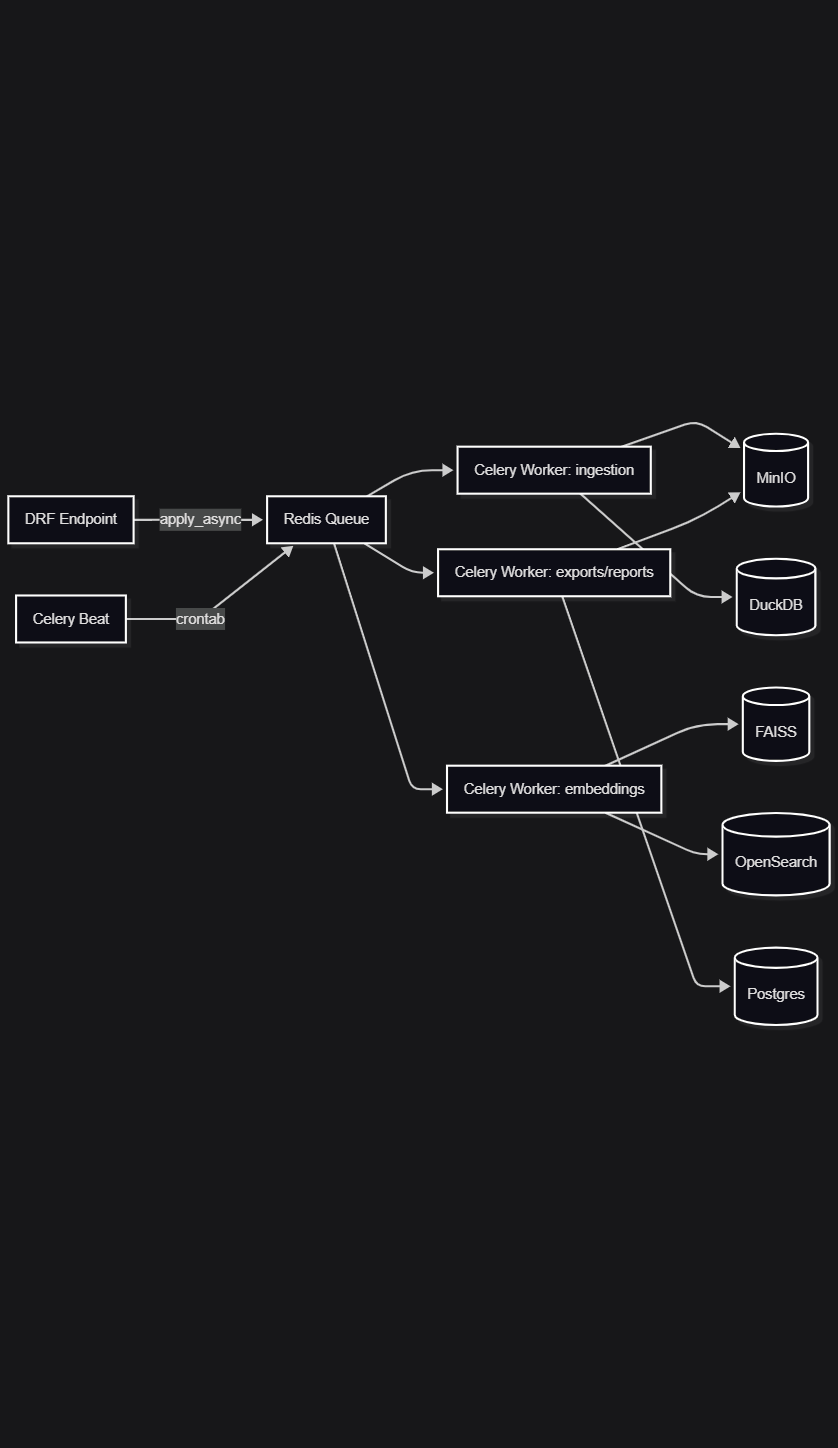 DRF Endpoint
apply_async
Redis Queue
Celery Beat
crontab
Celery Worker: ingestion
Celery Worker: exports/reports
Celery Worker: embeddings
MinIO
DuckDB
FAISS
OpenSearch
Postgres